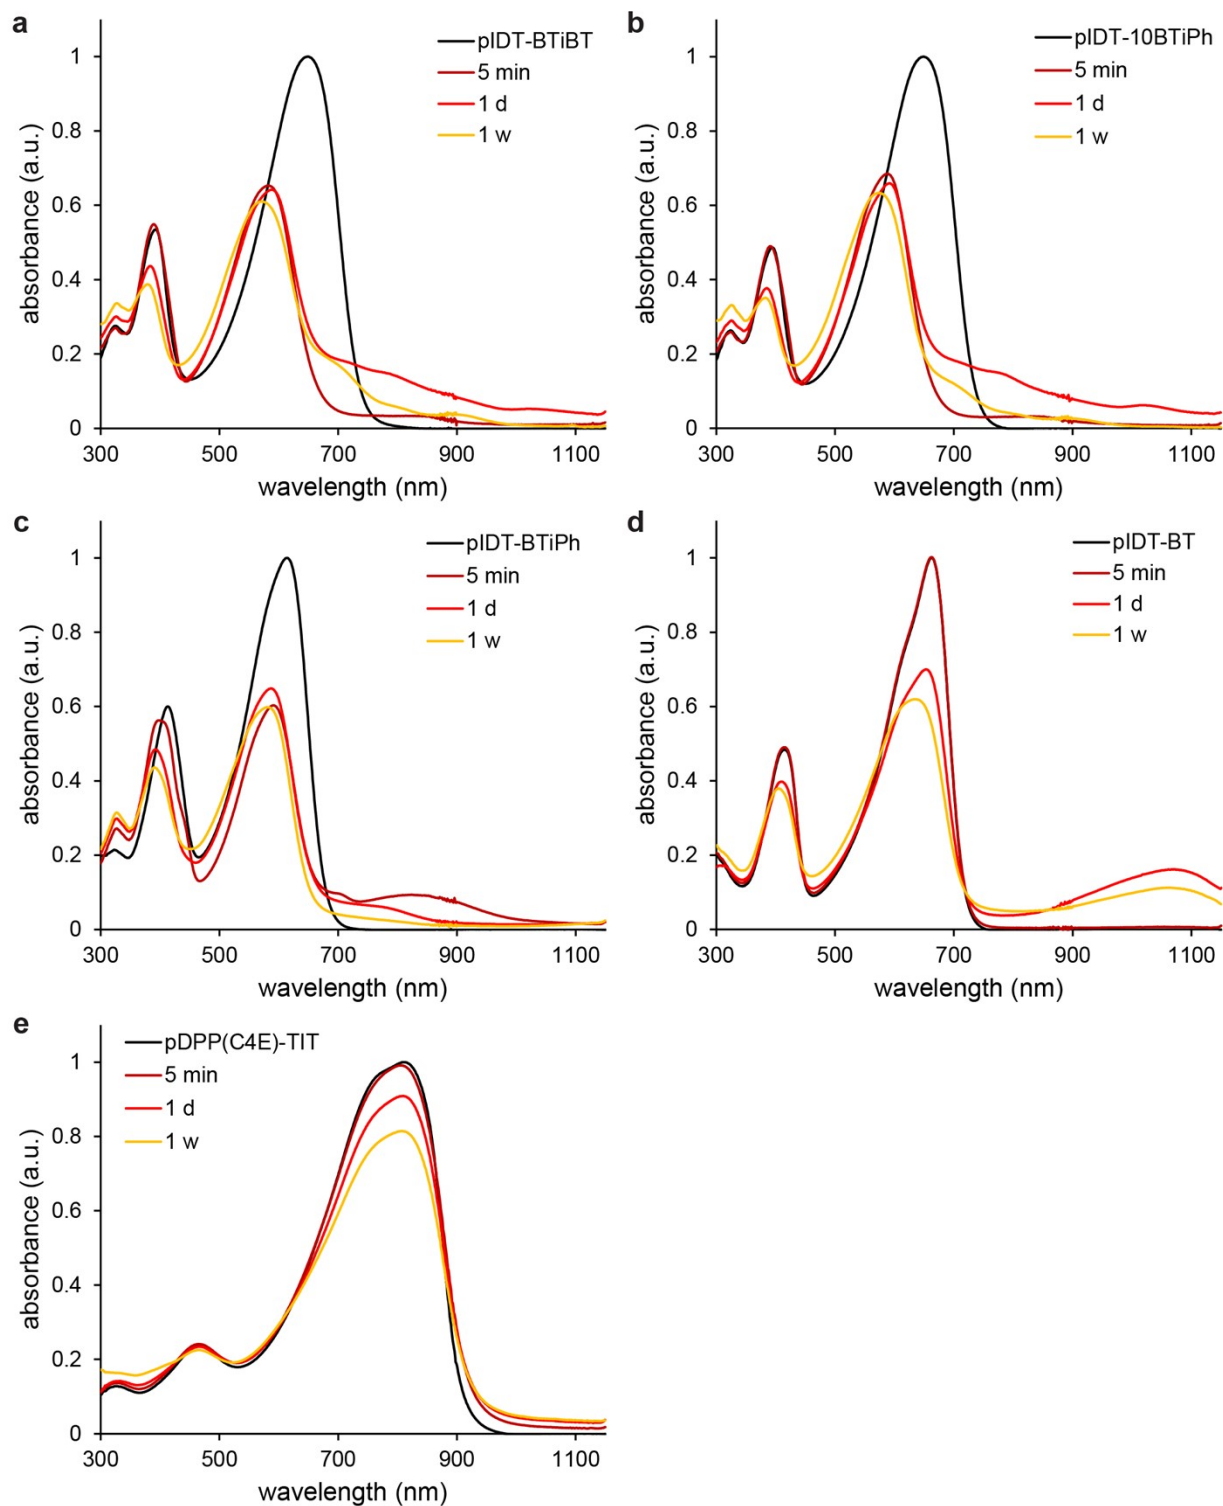 a
pIDT-BTiBT
5 min
1 d
1 w
absorbance (a.u.)
1
0.8
0.6
0.4
0.2
0
300 500 700 900 1100
wavelength (nm)
b
pIDT-10BTiPh
5 min
1 d
1 w
absorbance (a.u.)
1
0.8
0.6
0.4
0.2
0
300 500 700 900 1100
wavelength (nm)
c
pIDT-BTiPh
5 min
1 d
1 w
absorbance (a.u.)
1
0.8
0.6
0.4
0.2
0
300 500 700 900 1100
wavelength (nm)
d
pIDT-BT
5 min
1 d
1 w
absorbance (a.u.)
1
0.8
0.6
0.4
0.2
0
300 500 700 900 1100
wavelength (nm)
e
pDPP(C4E)-TIT
5 min
1 d
1 w
absorbance (a.u.)
1
0.8
0.6
0.4
0.2
0
300 500 700 900 1100
wavelength (nm)